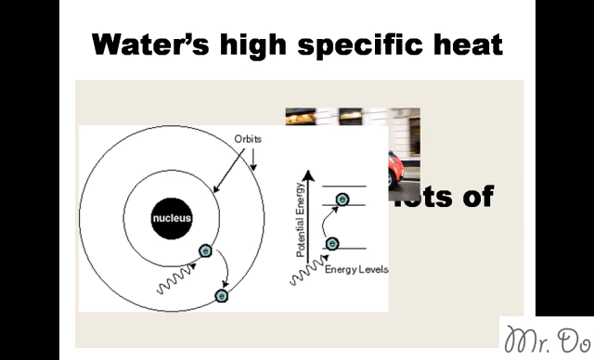 Water's high specific heat
Orbits
nucleus
e
e
Potential Energy
e
e
Energy Levels
lots of
Mr. Do